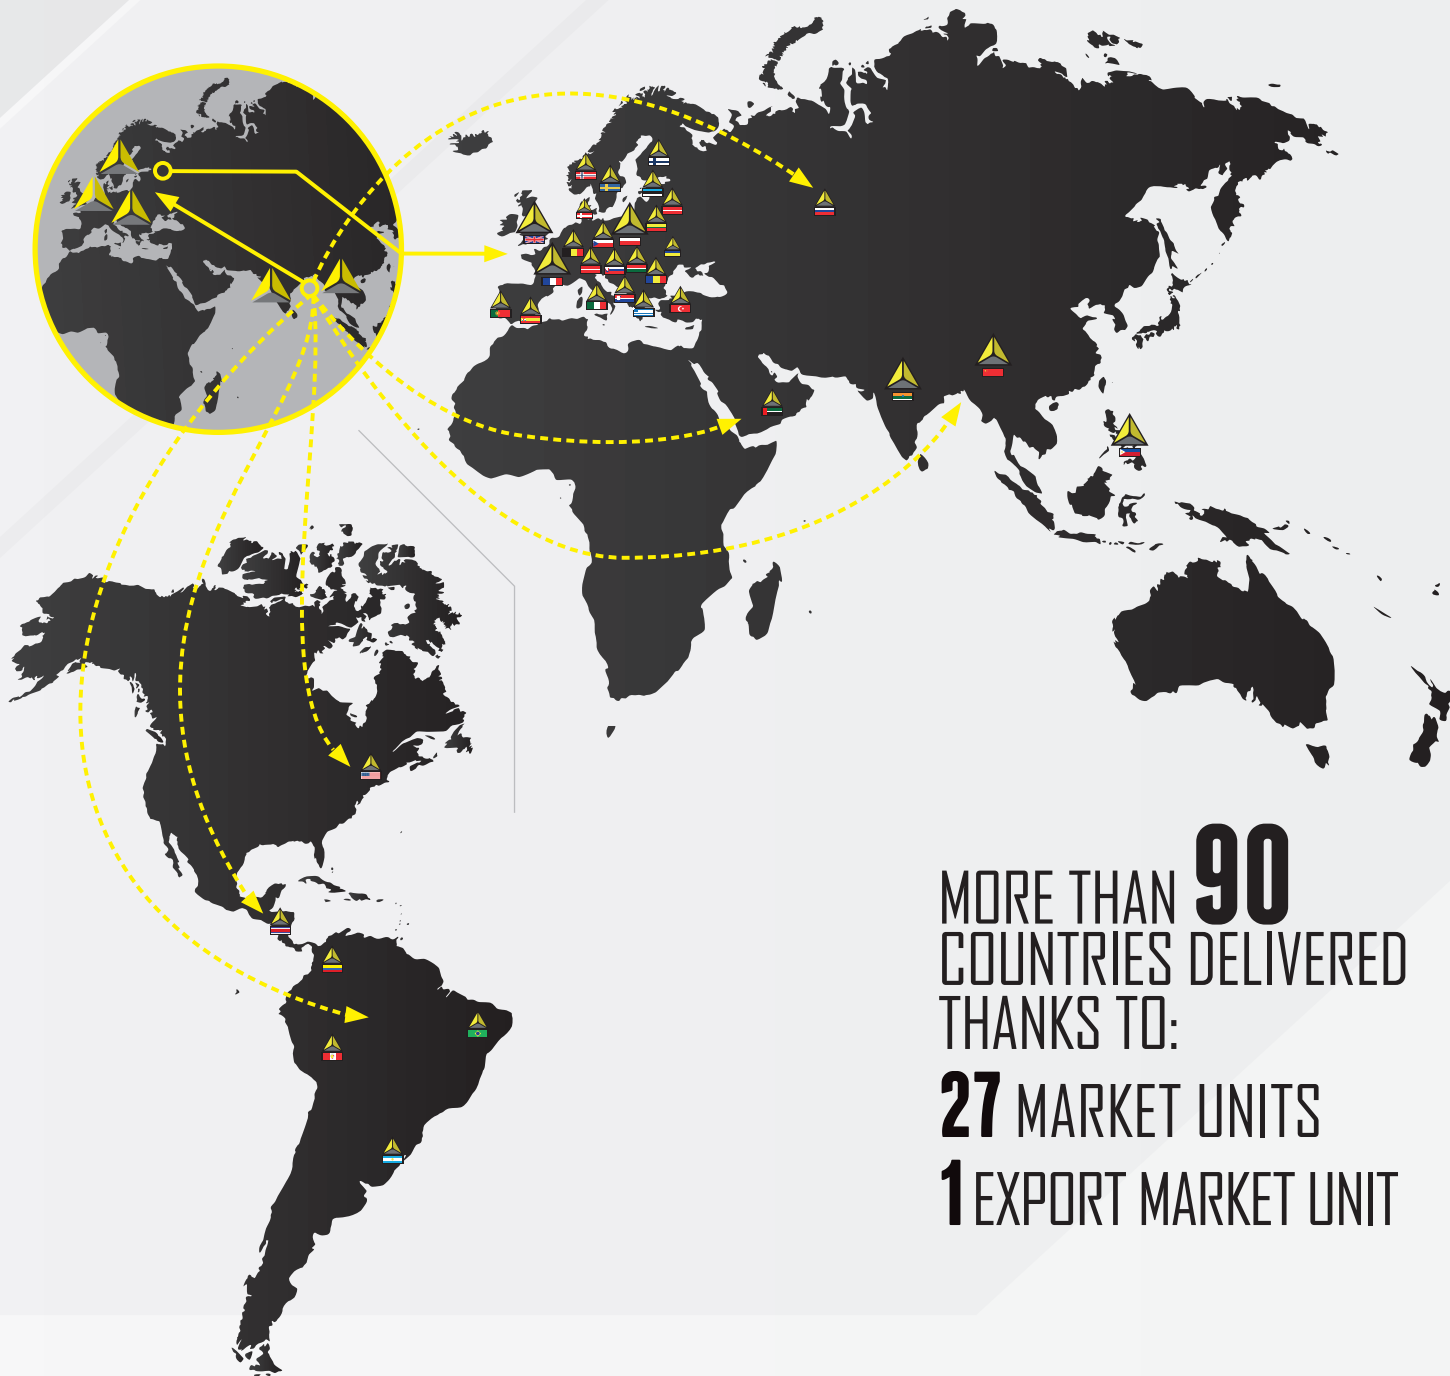 MORE THAN 90
COUNTRIES DELIVERED
THANKS TO:
27 MARKET UNITS
1 EXPORT MARKET UNIT